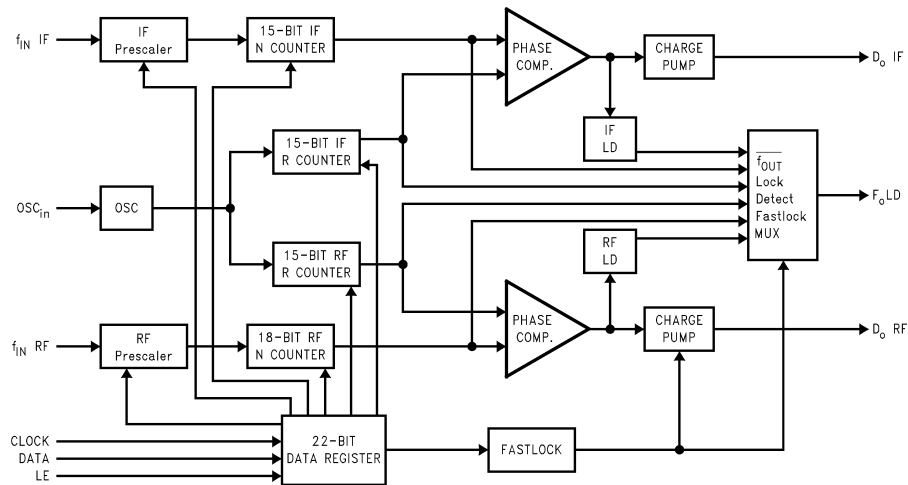 f_IN IF
IF
Prescaler
15-BIT IF
N COUNTER
PHASE
COMP.
CHARGE
PUMP
D_o IF
IF
LD
15-BIT IF
R COUNTER
f_OUT
Lock
Detect
Fastlock
MUX
OSC_in
OSC
F_oLD
15-BIT RF
R COUNTER
RF
LD
PHASE
COMP.
CHARGE
PUMP
D_o RF
f_IN RF
RF
Prescaler
18-BIT RF
N COUNTER
CLOCK
DATA
LE
22-BIT
DATA REGISTER
FASTLOCK